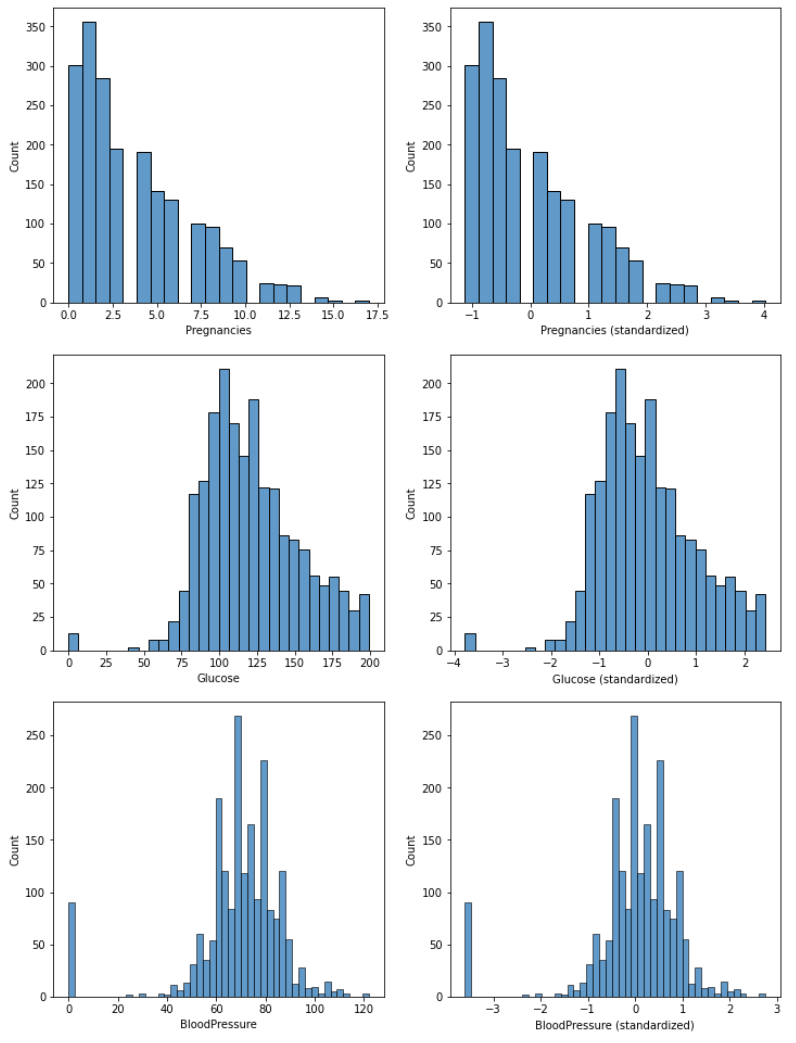 350
300
250
200
150
100
50
0
Count
0.0 2.5 5.0 7.5 10.0 12.5 15.0 17.5
Pregnancies
350
300
250
200
150
100
50
0
Count
−1 0 1 2 3 4
Pregnancies (standardized)
200
175
150
125
100
75
50
25
0
Count
0 25 50 75 100 125 150 175 200
Glucose
200
175
150
125
100
75
50
25
0
Count
−4 −3 −2 −1 0 1 2
Glucose (standardized)
250
200
150
100
50
0
Count
0 20 40 60 80 100 120
BloodPressure
250
200
150
100
50
0
Count
−3 −2 −1 0 1 2 3
BloodPressure (standardized)